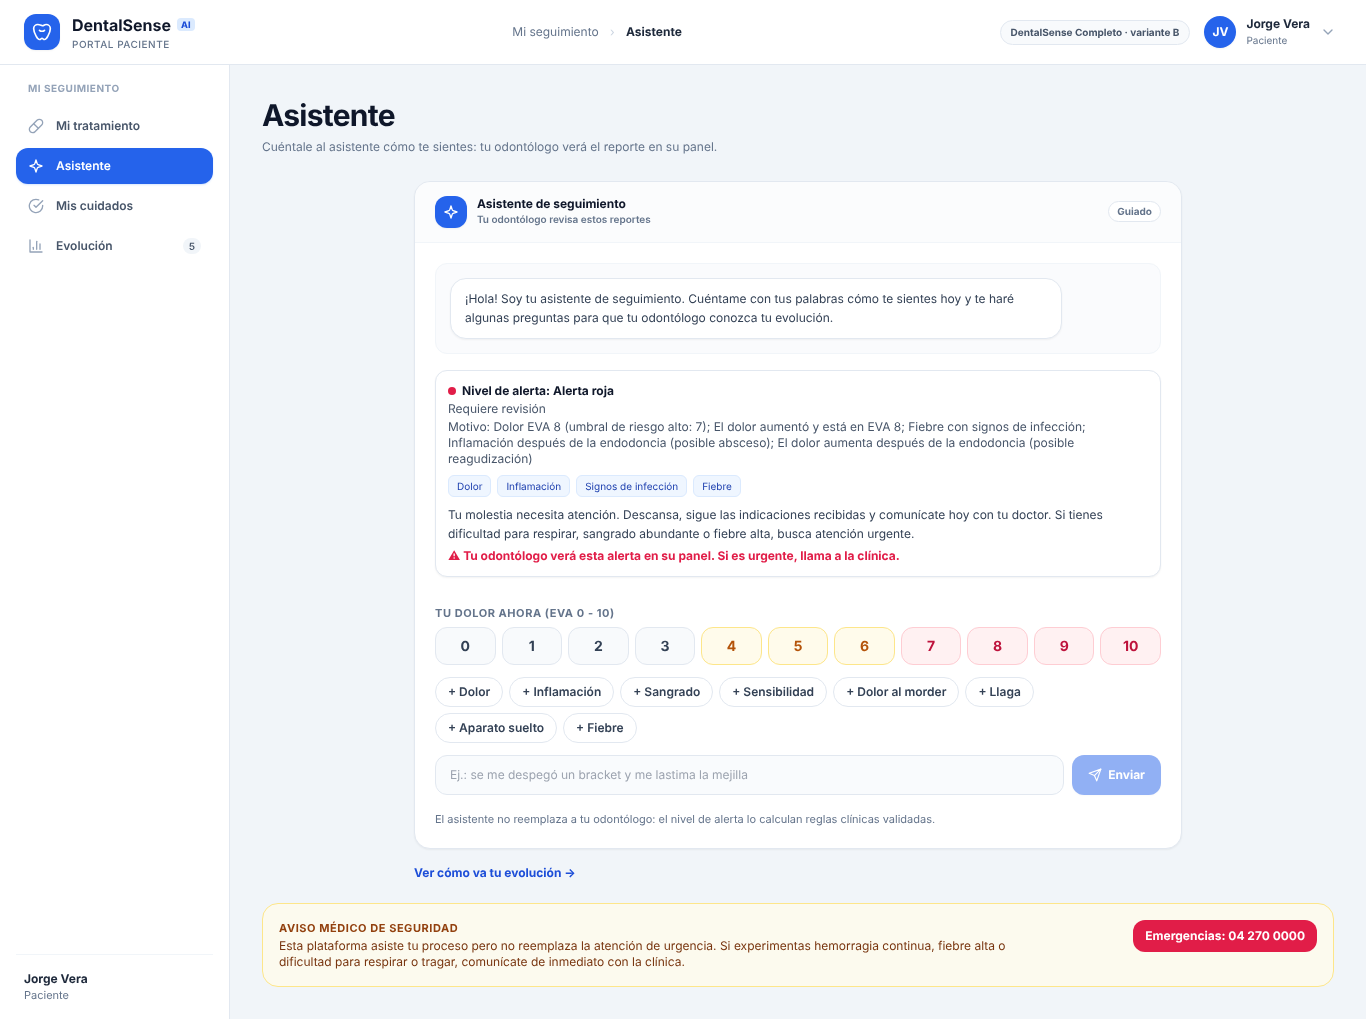 DentalSense AI
PORTAL PACIENTE
Mi seguimiento › Asistente
DentalSense Completo · variante B
JV
Jorge Vera
Paciente
MI SEGUIMIENTO
Mi tratamiento
Asistente
Mis cuidados
Evolución 5
Jorge Vera
Paciente
Asistente
Cuéntale al asistente cómo te sientes: tu odontólogo verá el reporte en su panel.
Asistente de seguimiento
Tu odontólogo revisa estos reportes
Guiado
¡Hola! Soy tu asistente de seguimiento. Cuéntame con tus palabras cómo te sientes hoy y te haré
algunas preguntas para que tu odontólogo conozca tu evolución.
Nivel de alerta: Alerta roja
Requiere revisión
Motivo: Dolor EVA 8 (umbral de riesgo alto: 7); El dolor aumentó y está en EVA 8; Fiebre con signos de infección;
Inflamación después de la endodoncia (posible absceso); El dolor aumenta después de la endodoncia (posible
reagudización)
Dolor Inflamación Signos de infección Fiebre
Tu molestia necesita atención. Descansa, sigue las indicaciones recibidas y comunícate hoy con tu doctor. Si tienes
dificultad para respirar, sangrado abundante o fiebre alta, busca atención urgente.
⚠ Tu odontólogo verá esta alerta en su panel. Si es urgente, llama a la clínica.
TU DOLOR AHORA (EVA 0 - 10)
0 1 2 3 4 5 6 7 8 9 10
+ Dolor + Inflamación + Sangrado + Sensibilidad + Dolor al morder + Llaga
+ Aparato suelto + Fiebre
Ej.: se me despegó un bracket y me lastima la mejilla
Enviar
El asistente no reemplaza a tu odontólogo: el nivel de alerta lo calculan reglas clínicas validadas.
Ver cómo va tu evolución →
AVISO MÉDICO DE SEGURIDAD
Esta plataforma asiste tu proceso pero no reemplaza la atención de urgencia. Si experimentas hemorragia continua, fiebre alta o
dificultad para respirar o tragar, comunícate de inmediato con la clínica.
Emergencias: 04 270 0000